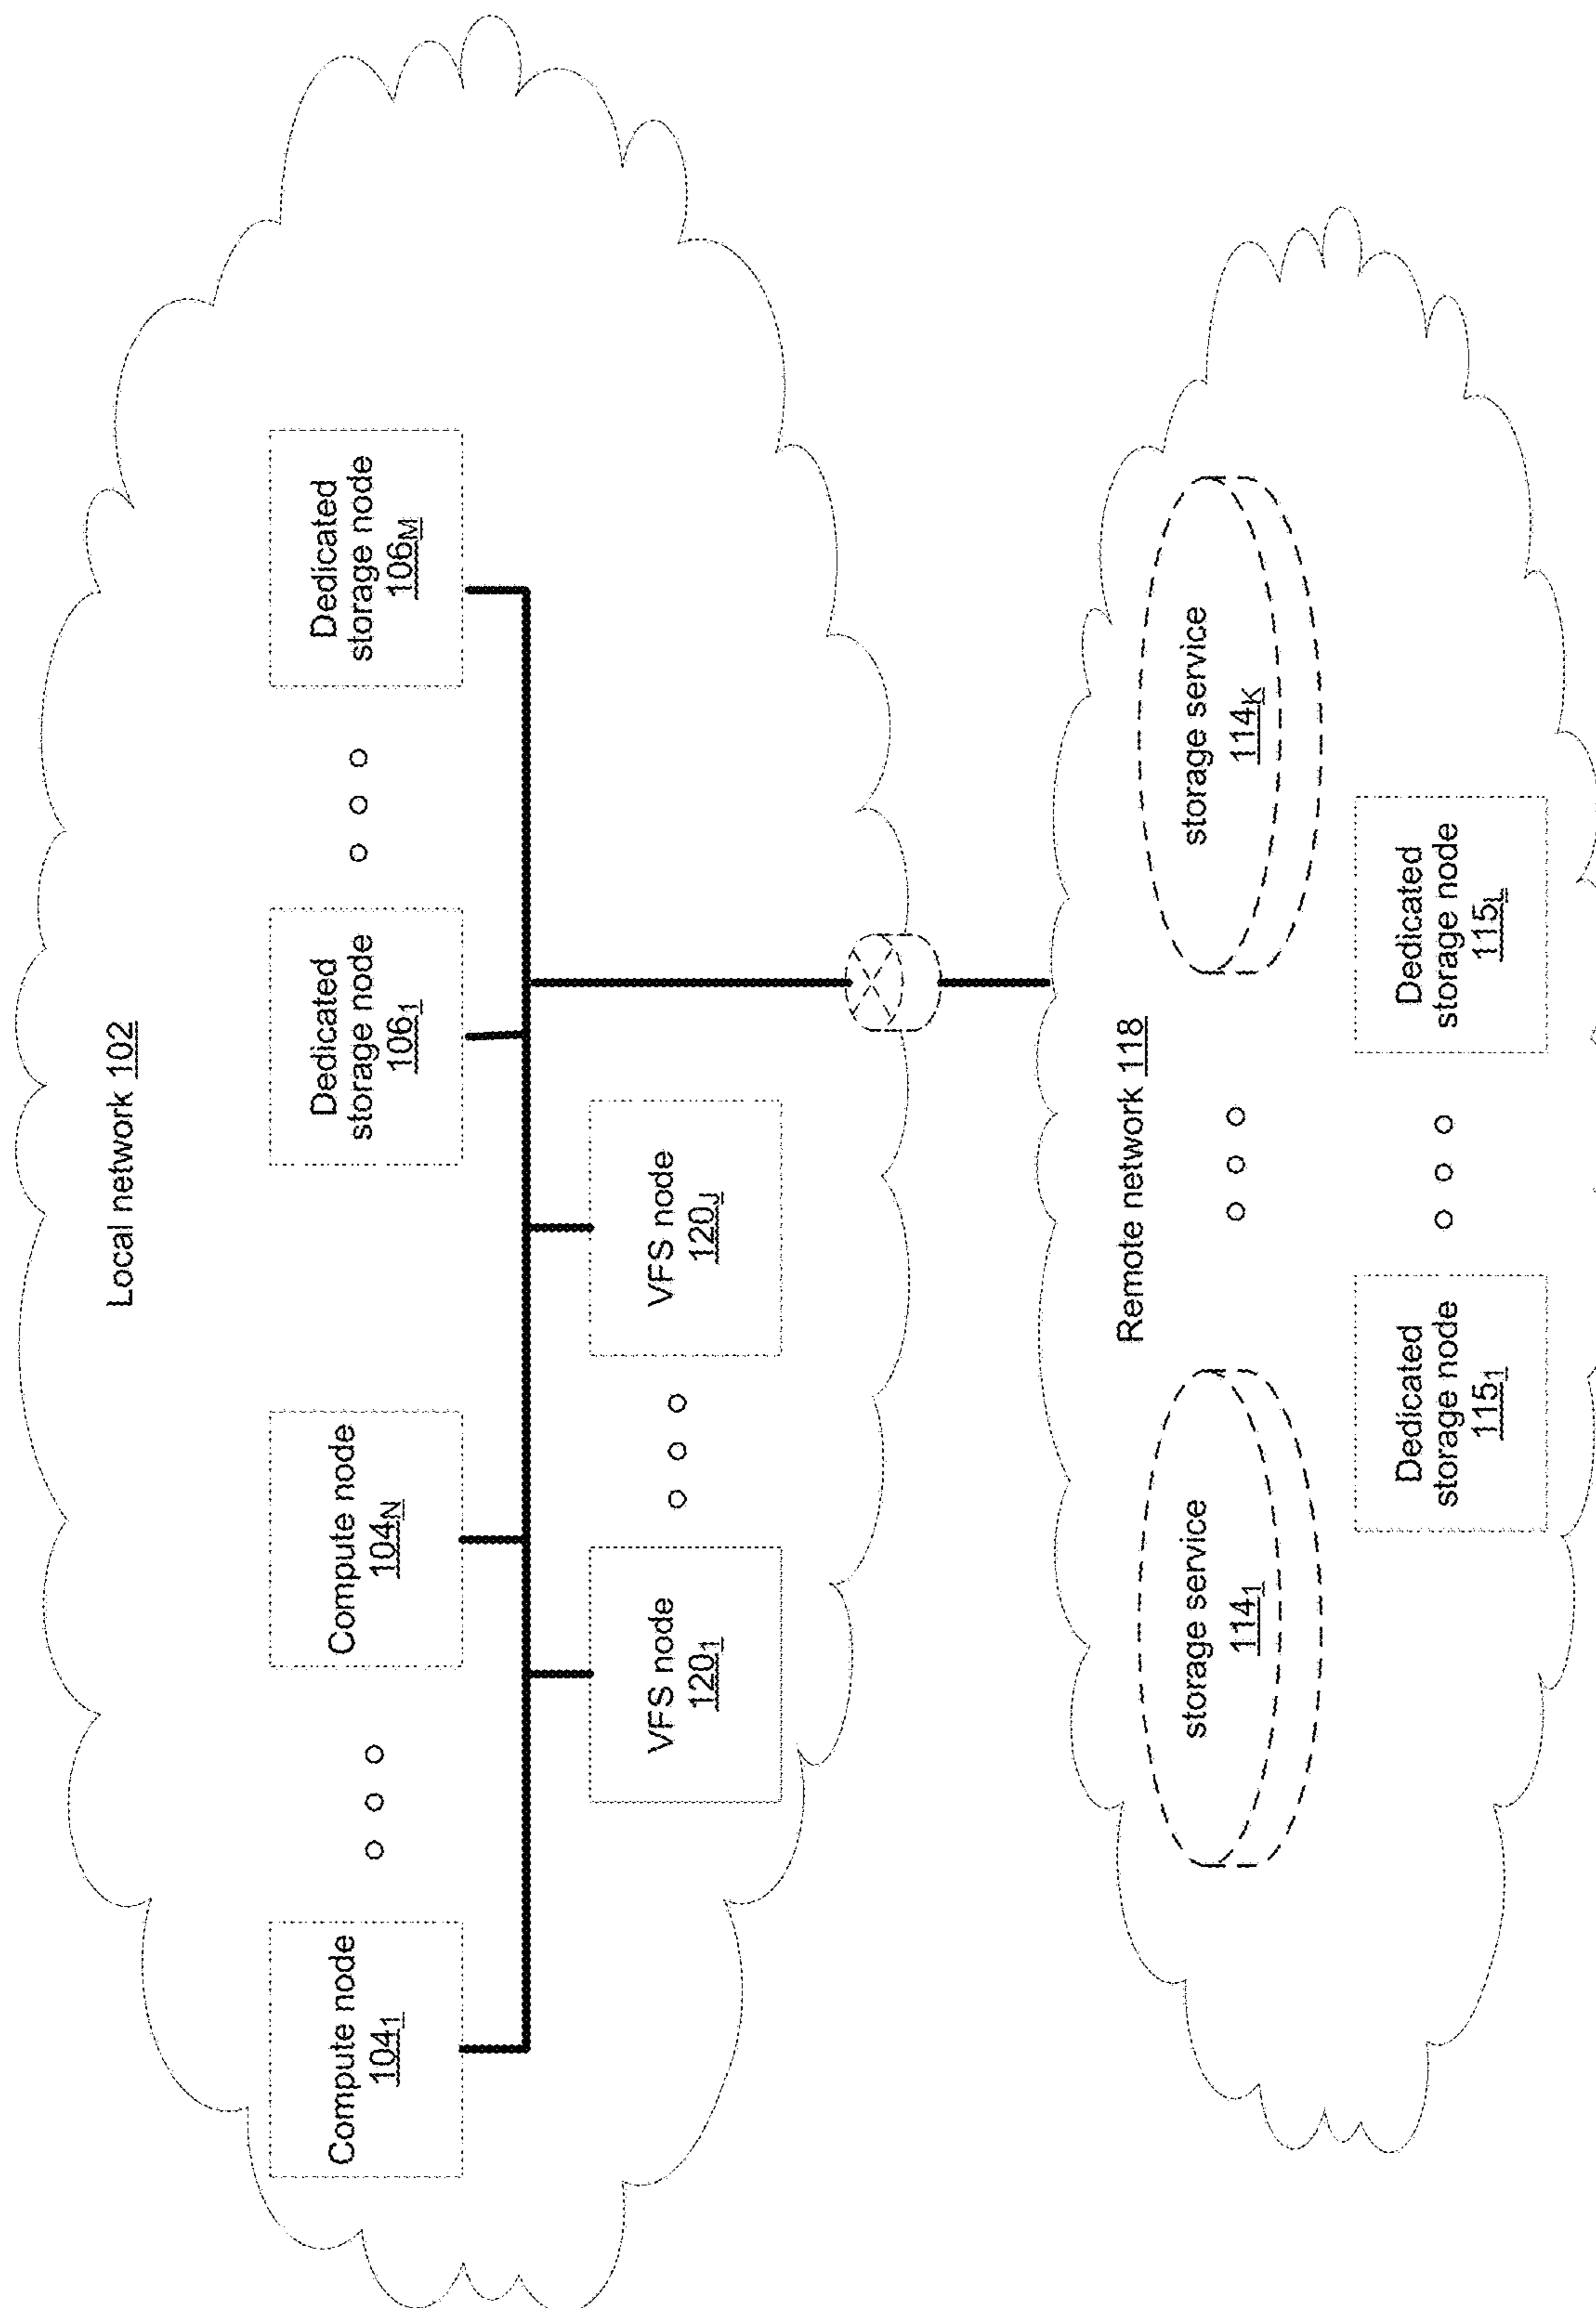 Local network 102
Compute node
104₁
Compute node
104N
Dedicated
storage node
106₁
Dedicated
storage node
106M
VFS node
120₁
VFS node
120J
Remote network 118
storage service
114₁
storage service
114K
Dedicated
storage node
115₁
Dedicated
storage node
115L